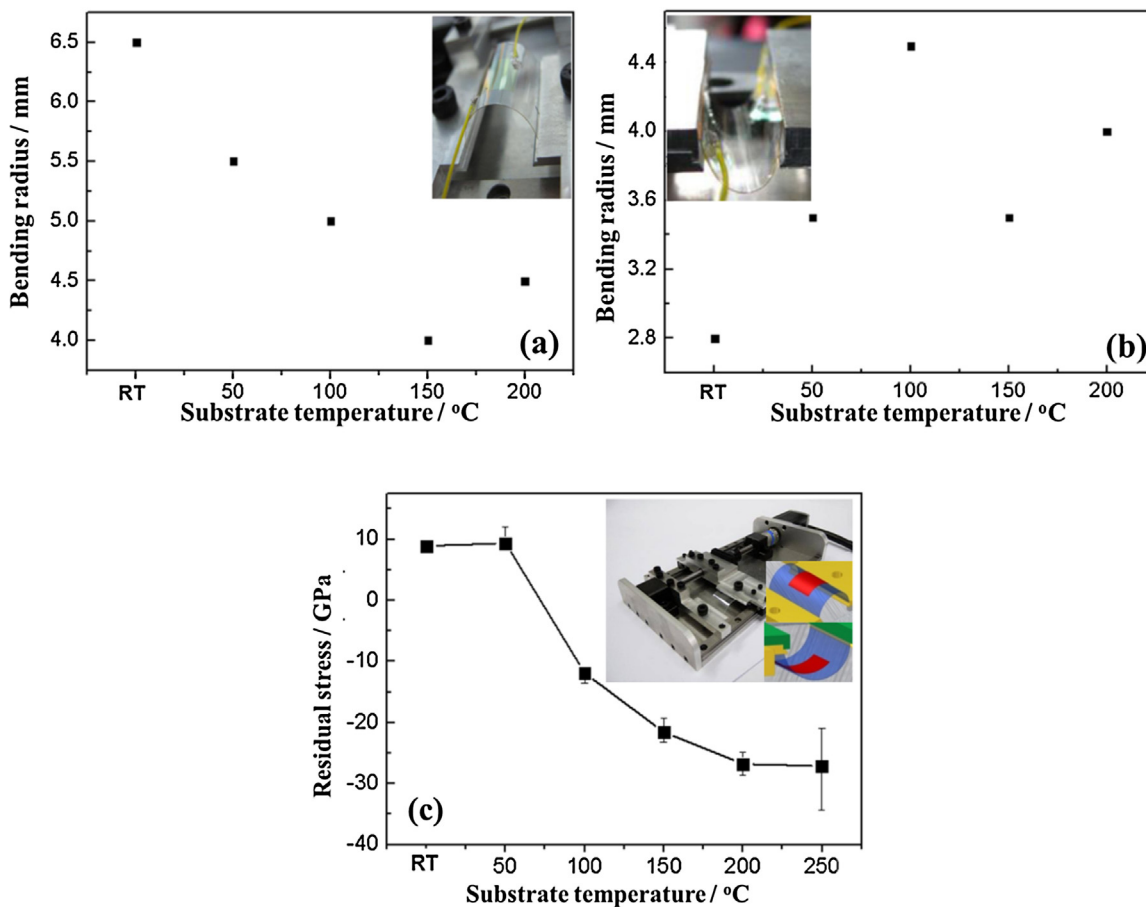 6.5
6.0
5.5
5.0
4.5
4.0
Bending radius / mm
RT 50 100 150 200
Substrate temperature / °C
(a)
4.4
4.0
3.6
3.2
2.8
Bending radius / mm
RT 50 100 150 200
Substrate temperature / °C
(b)
10
0
-10
-20
-30
-40
Residual stress / GPa
RT 50 100 150 200 250
Substrate temperature / °C
(c)